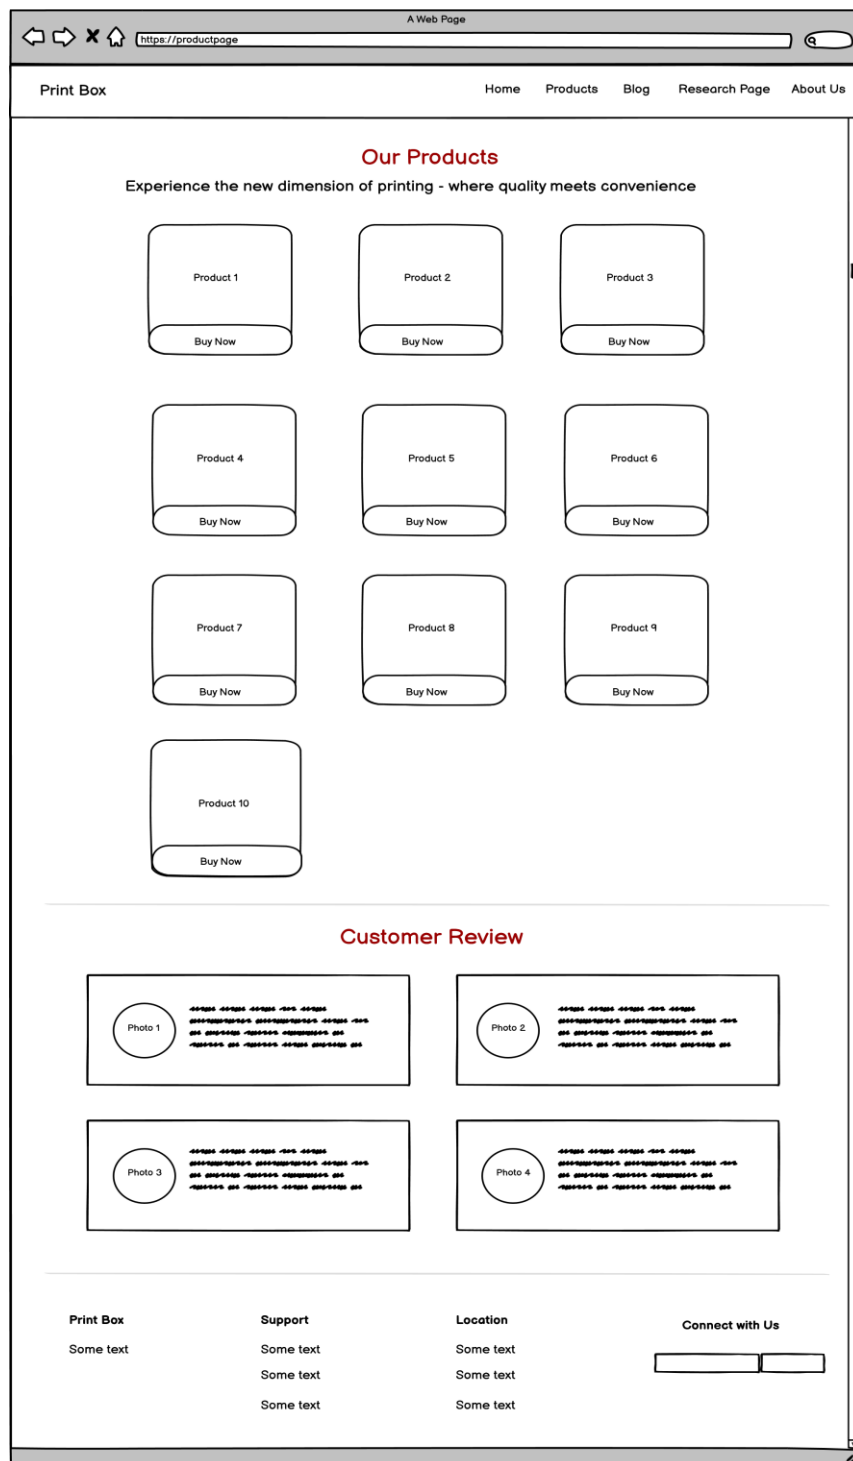 A Web Page
https://productpage
Print Box
Home Products Blog Research Page About Us
Our Products
Experience the new dimension of printing - where quality meets convenience
Product 1
Product 2
Product 3
Buy Now
Buy Now
Buy Now
Product 4
Product 5
Product 6
Buy Now
Buy Now
Buy Now
Product 7
Product 8
Product 9
Buy Now
Buy Now
Buy Now
Product 10
Buy Now
Customer Review
Photo 1
Photo 2
Photo 3
Photo 4
Print Box
Some text
Support
Some text
Some text
Some text
Location
Some text
Some text
Some text
Connect with Us